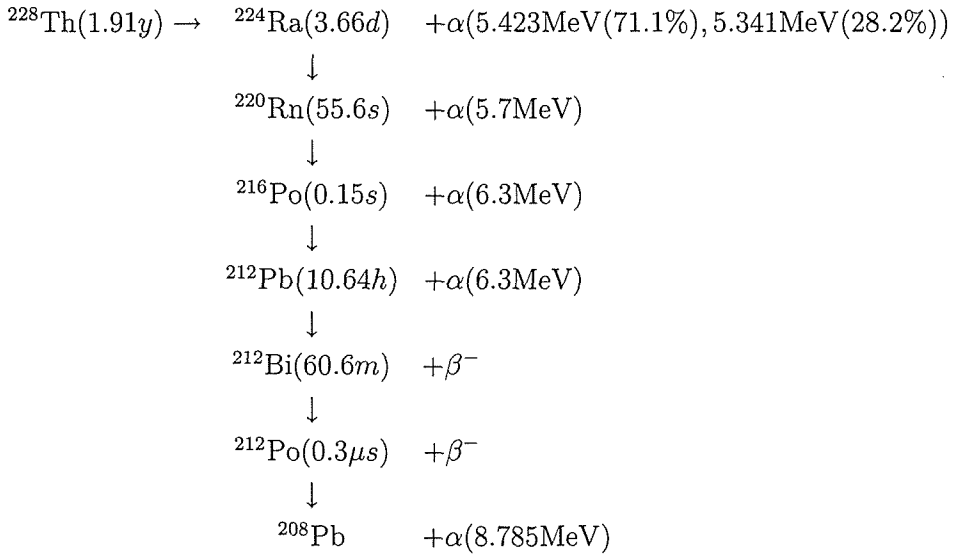 ²²⁸Th(1.91y) → ²²⁴Ra(3.66d) +α(5.423MeV(71.1%), 5.341MeV(28.2%))
↓
²²⁰Rn(55.6s) +α(5.7MeV)
↓
²¹⁶Po(0.15s) +α(6.3MeV)
↓
²¹²Pb(10.64h) +α(6.3MeV)
↓
²¹²Bi(60.6m) +β⁻
↓
²¹²Po(0.3μs) +β⁻
↓
²⁰⁸Pb +α(8.785MeV)